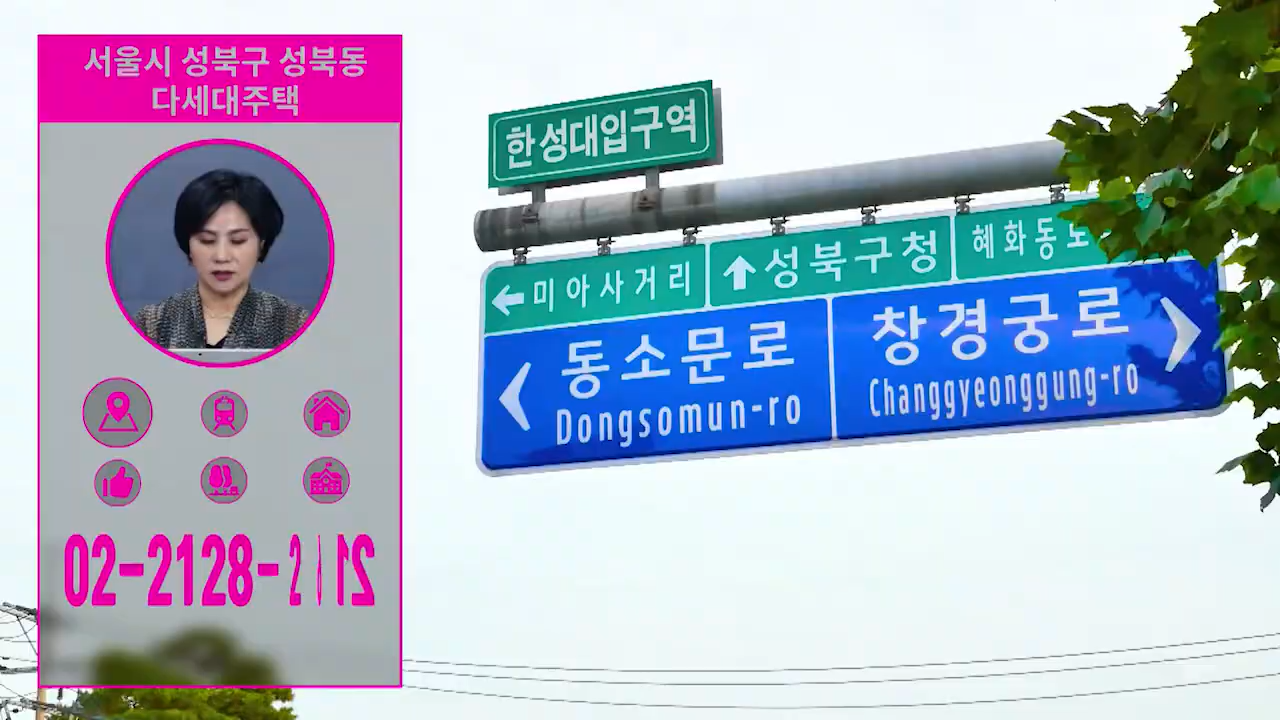 서울시 성북구 성북동
다세대주택
02-2128-
한성대입구역
미아사거리
성북구청
혜화동
동소문로
Dongsomun-ro
창경궁로
Changgyeonggung-ro